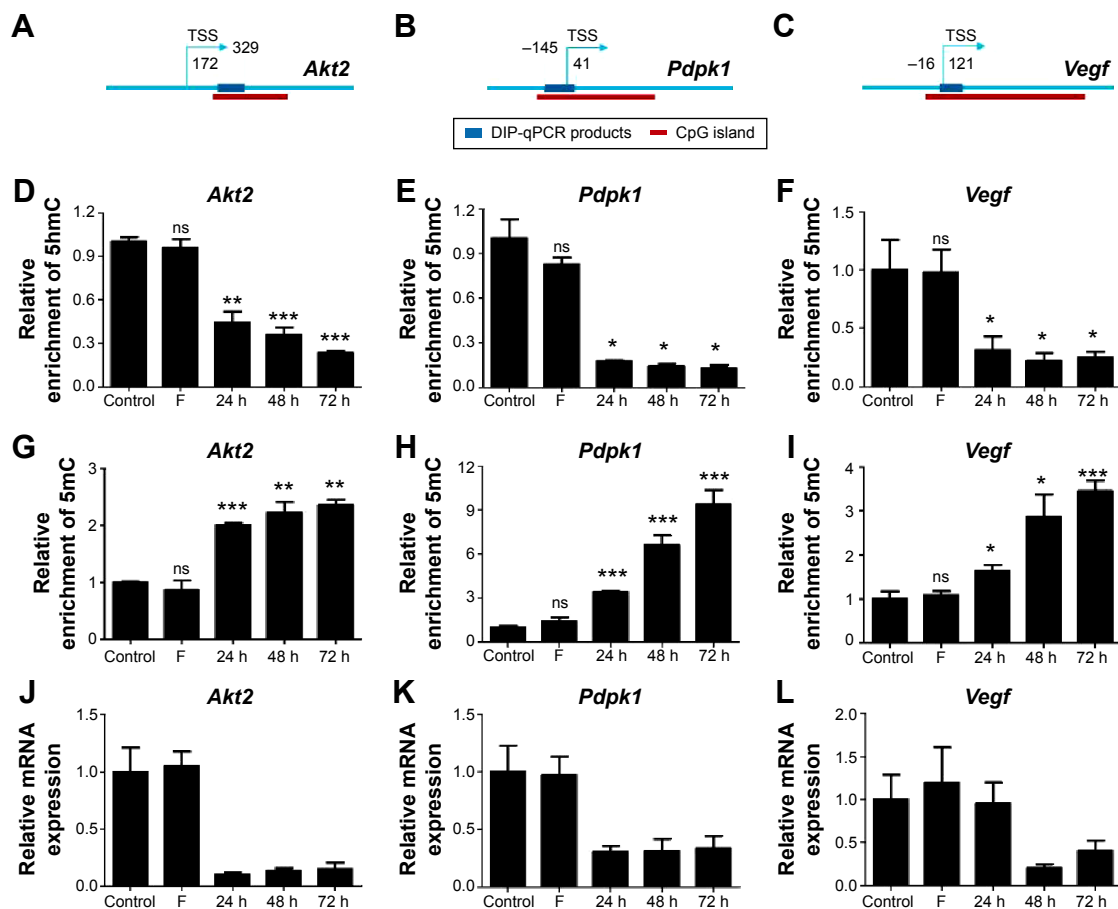 A
TSS
329
172
Akt2
B
TSS
–145
41
Pdpk1
C
TSS
–16
121
Vegf
DIP-qPCR products
CpG island
D
Akt2
Relative
enrichment of 5hmC
1.2
0.9
0.6
0.3
0.0
ns
**
***
***
Control F 24 h 48 h 72 h
E
Pdpk1
Relative
enrichment of 5hmC
1.2
0.9
0.6
0.3
0.0
ns
*
*
*
Control F 24 h 48 h 72 h
F
Vegf
Relative
enrichment of 5hmC
1.5
1.0
0.5
0.0
ns
*
*
*
Control F 24 h 48 h 72 h
G
Akt2
Relative
enrichment of 5mC
3
2
1
0
ns
***
**
**
Control F 24 h 48 h 72 h
H
Pdpk1
Relative
enrichment of 5mC
12
9
6
3
0
ns
***
***
***
Control F 24 h 48 h 72 h
I
Vegf
Relative
enrichment of 5mC
4
3
2
1
0
ns
*
*
***
Control F 24 h 48 h 72 h
J
Akt2
Relative mRNA
expression
1.5
1.0
0.5
0.0
Control F 24 h 48 h 72 h
K
Pdpk1
Relative mRNA
expression
1.5
1.0
0.5
0.0
Control F 24 h 48 h 72 h
L
Vegf
Relative mRNA
expression
2.0
1.5
1.0
0.5
0.0
Control F 24 h 48 h 72 h